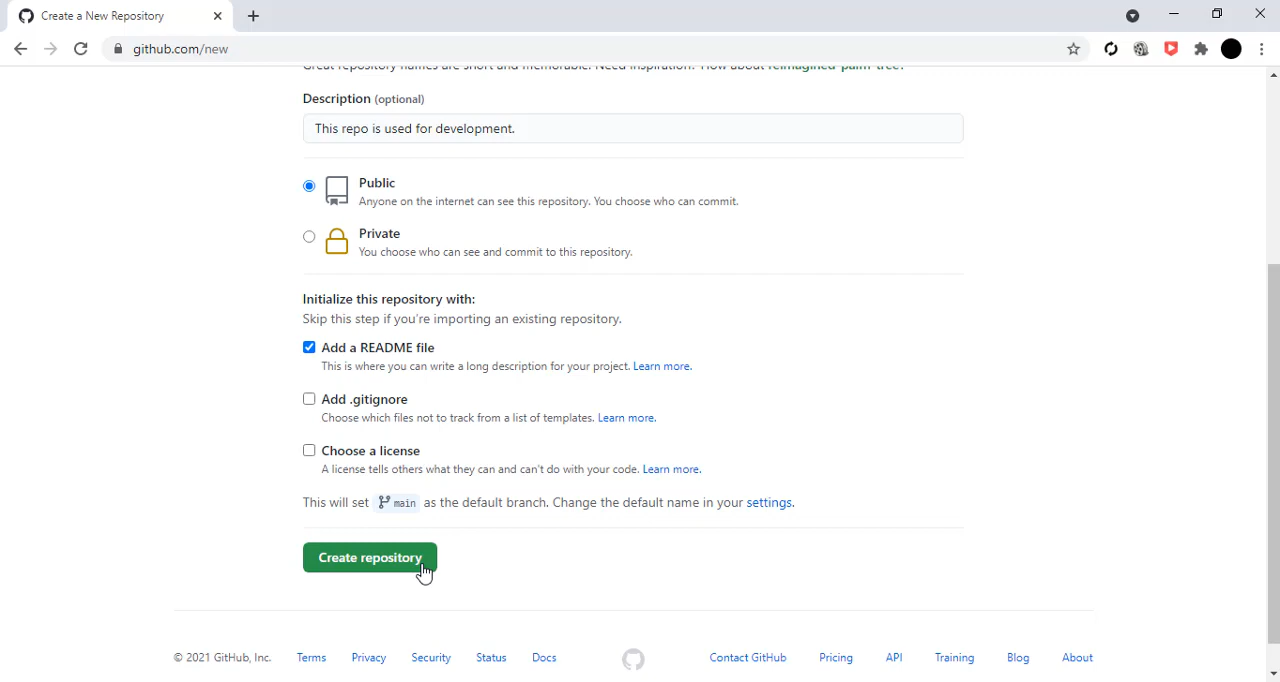 Create a New Repository
github.com/new
Great repository names are short and memorable. Need inspiration? How about reimagined-palm-tree?
Description (optional)
This repo is used for development.
Public
Anyone on the internet can see this repository. You choose who can commit.
Private
You choose who can see and commit to this repository.
Initialize this repository with:
Skip this step if you're importing an existing repository.
Add a README file
This is where you can write a long description for your project. Learn more.
Add .gitignore
Choose which files not to track from a list of templates. Learn more.
Choose a license
A license tells others what they can and can't do with your code. Learn more.
This will set main as the default branch. Change the default name in your settings.
Create repository
© 2021 GitHub, Inc. Terms Privacy Security Status Docs Contact GitHub Pricing API Training Blog About